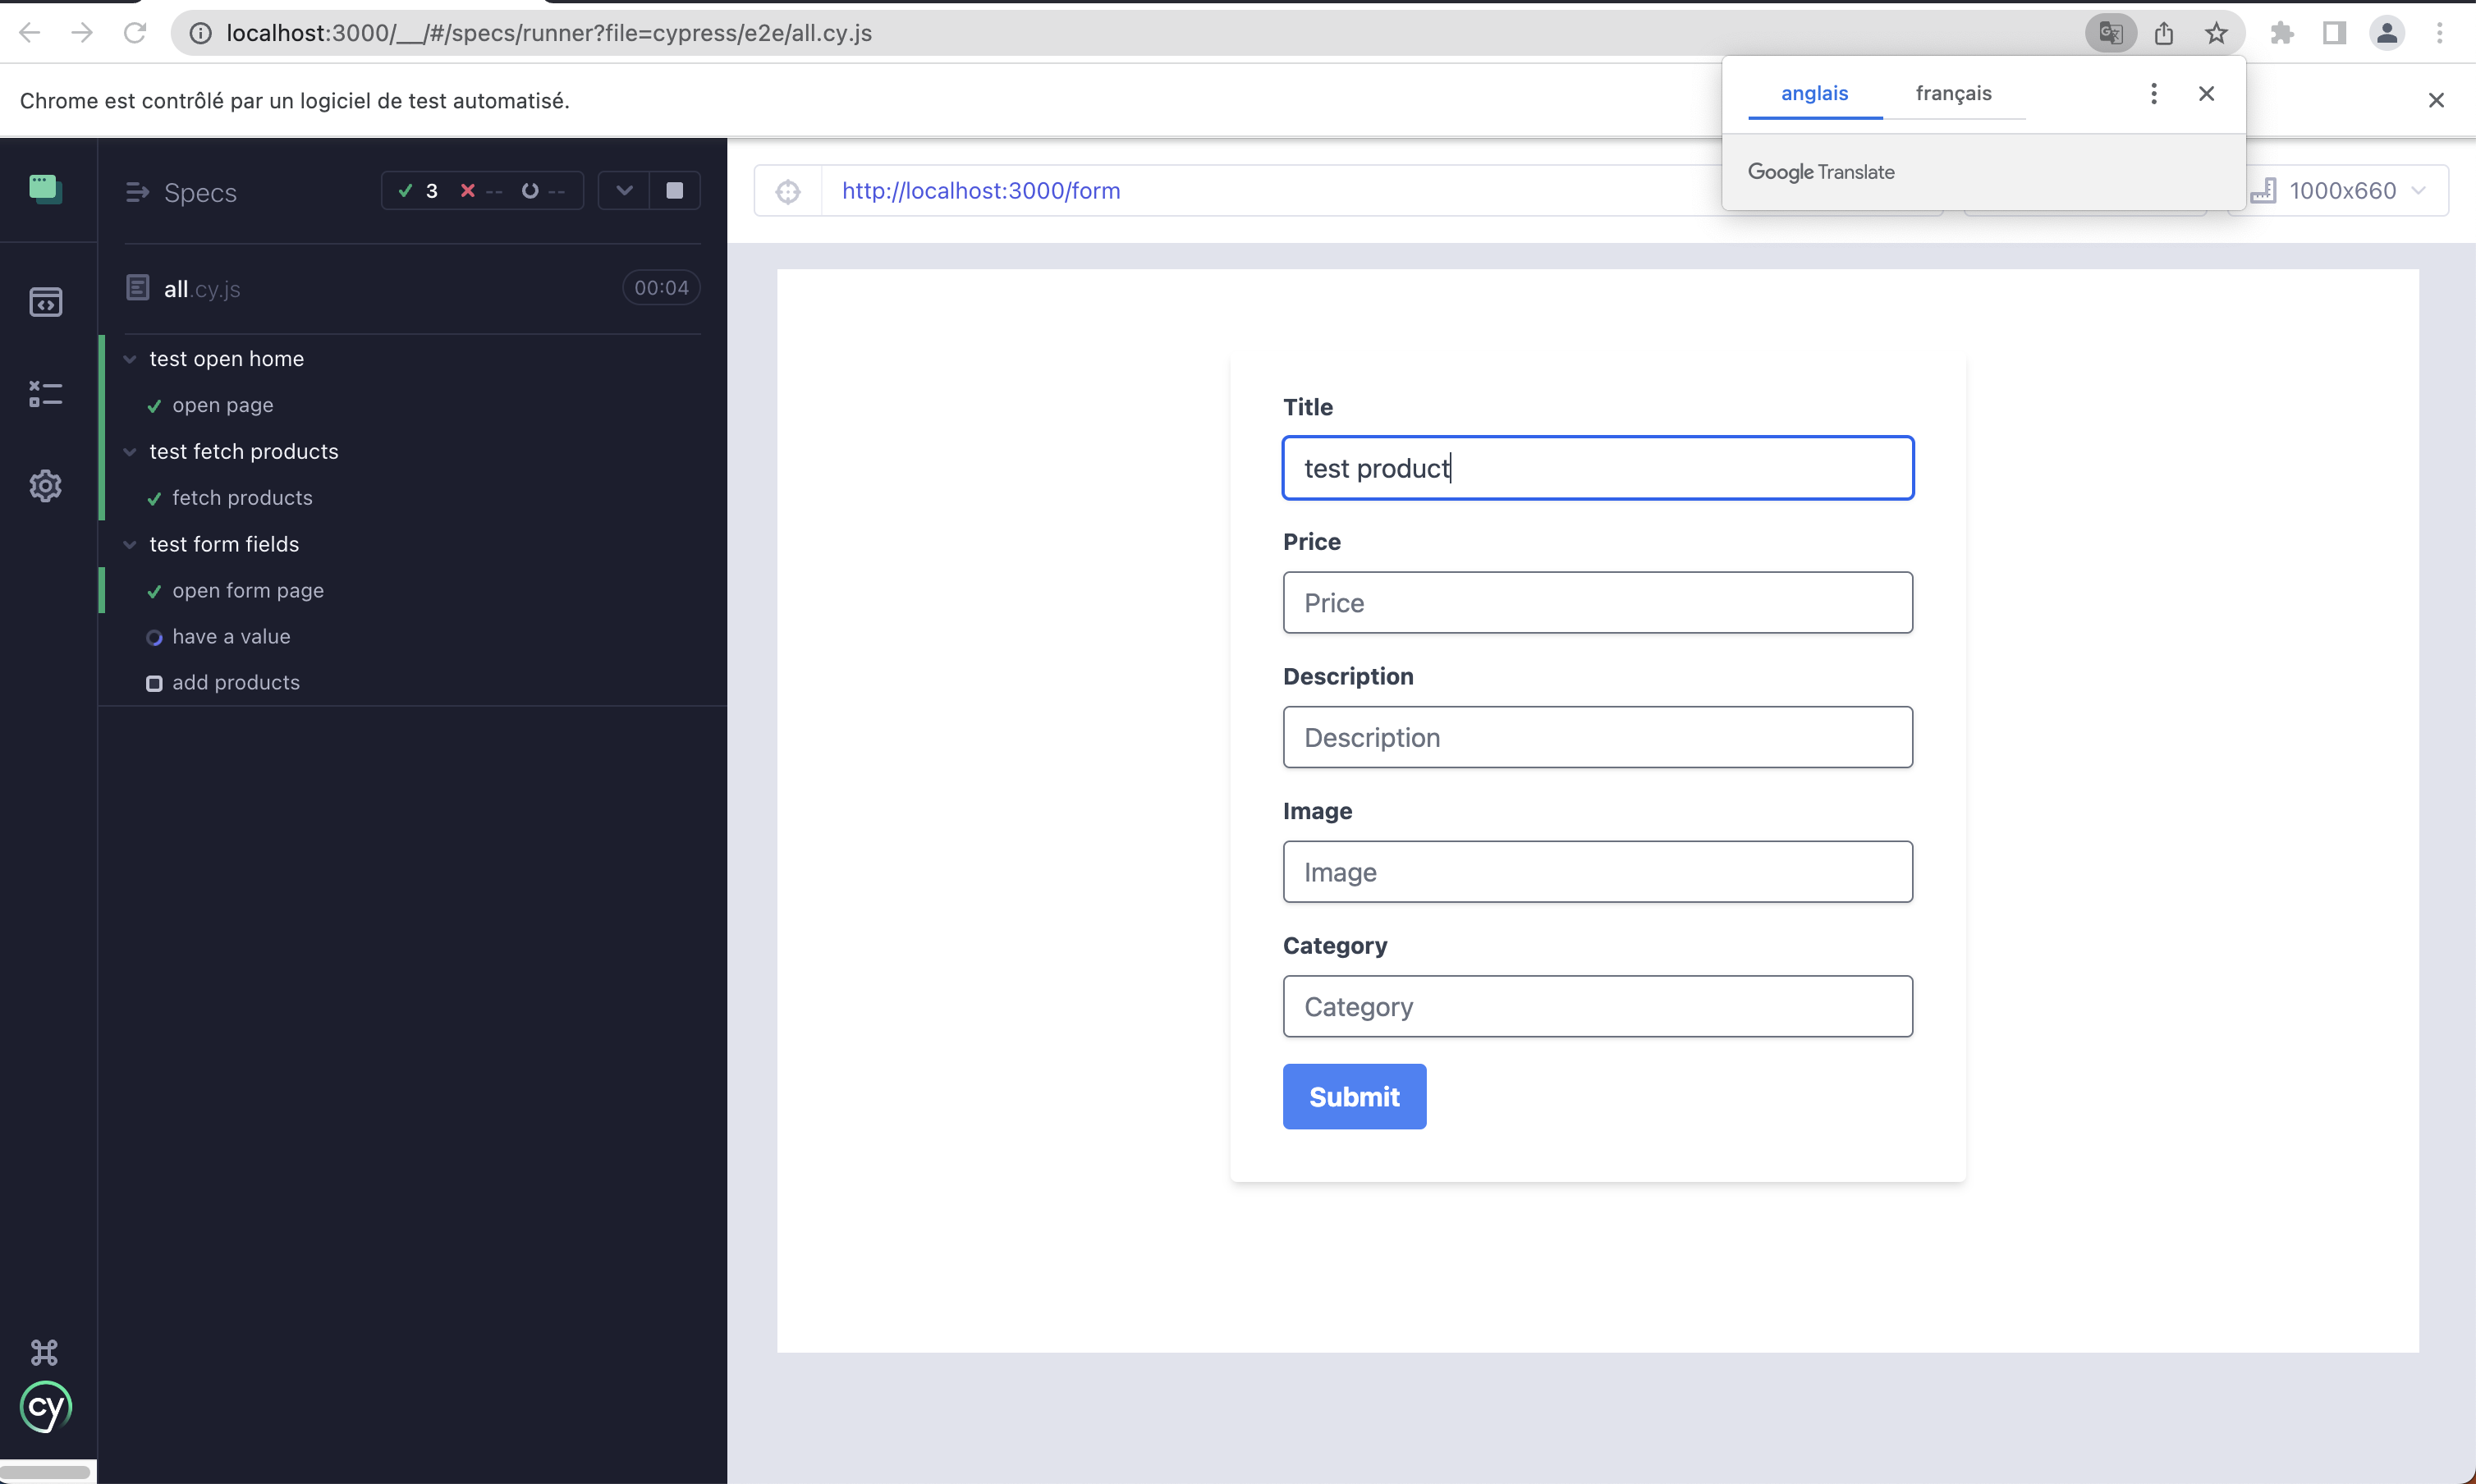 localhost:3000/__/#/specs/runner?file=cypress/e2e/all.cy.js
Chrome est contrôlé par un logiciel de test automatisé.
anglais français
Google Translate
Specs 3 -- --
http://localhost:3000/form
1000x660
all.cy.js 00:04
test open home
open page
test fetch products
fetch products
test form fields
open form page
have a value
add products
Title
test product
Price
Price
Description
Description
Image
Image
Category
Category
Submit
cy